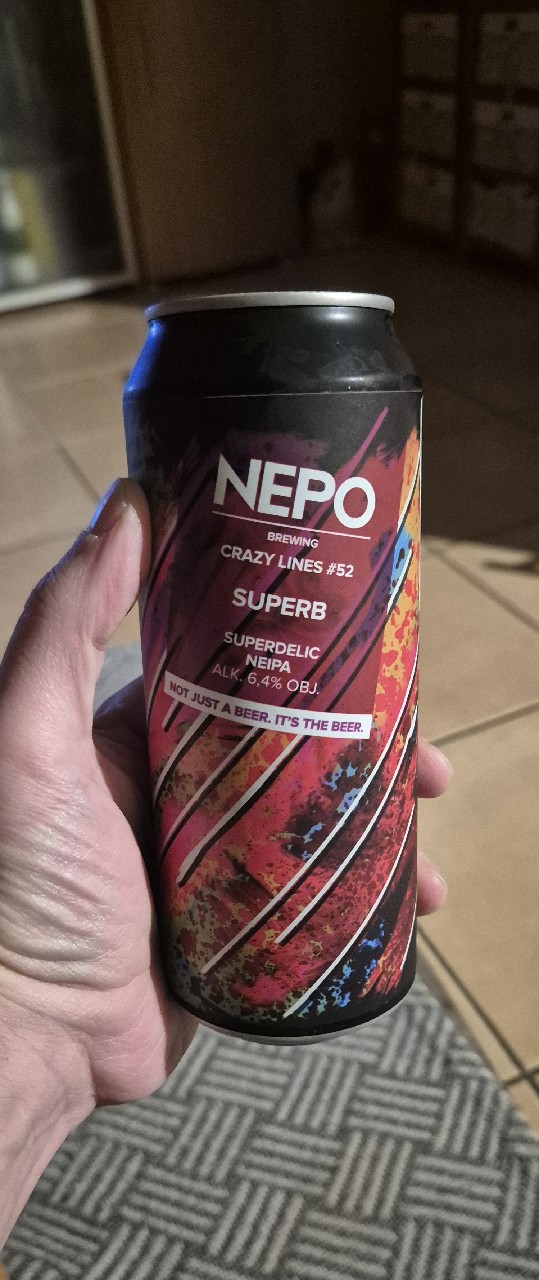 NEPO
BREWING
CRAZY LINES #52
SUPERB
SUPERDELIC
NEIPA
ALK. 6,4% OBJ.
NOT JUST A BEER. IT'S THE BEER.